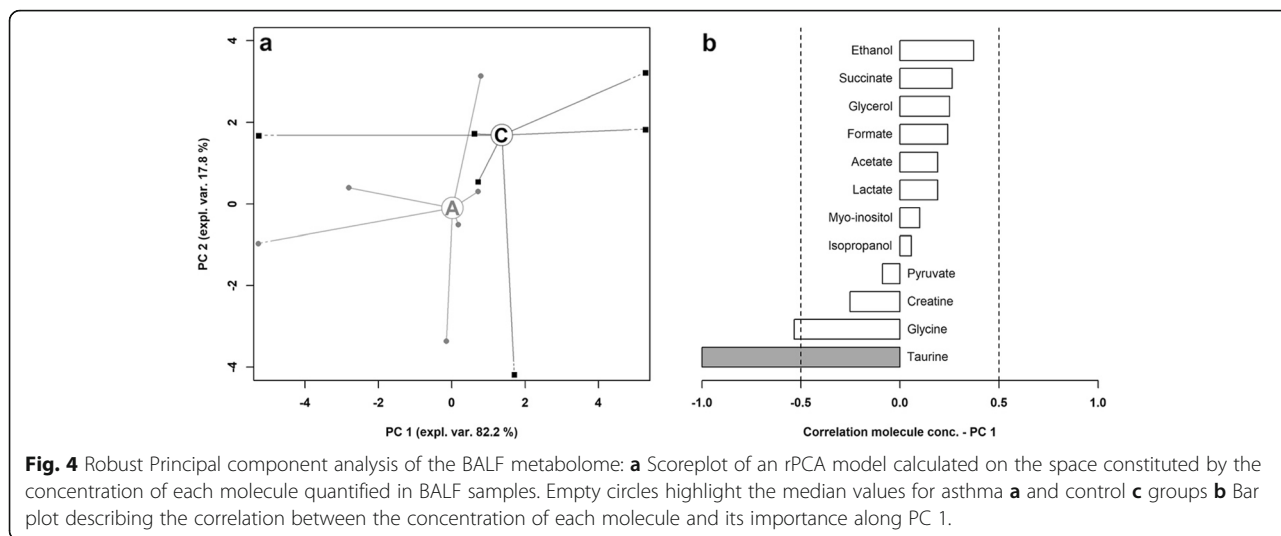 a
4
2
0
-2
-4
PC 2 (expl. var. 17.8 %)
C
A
-4
-2
0
2
4
PC 1 (expl. var. 82.2 %)
b
Ethanol
Succinate
Glycerol
Formate
Acetate
Lactate
Myo-inositol
Isopropanol
Pyruvate
Creatine
Glycine
Taurine
-1.0
-0.5
0.0
0.5
1.0
Correlation molecule conc. - PC 1
Fig. 4 Robust Principal component analysis of the BALF metabolome: a Scoreplot of an rPCA model calculated on the space constituted by the
concentration of each molecule quantified in BALF samples. Empty circles highlight the median values for asthma a and control c groups b Bar
plot describing the correlation between the concentration of each molecule and its importance along PC 1.